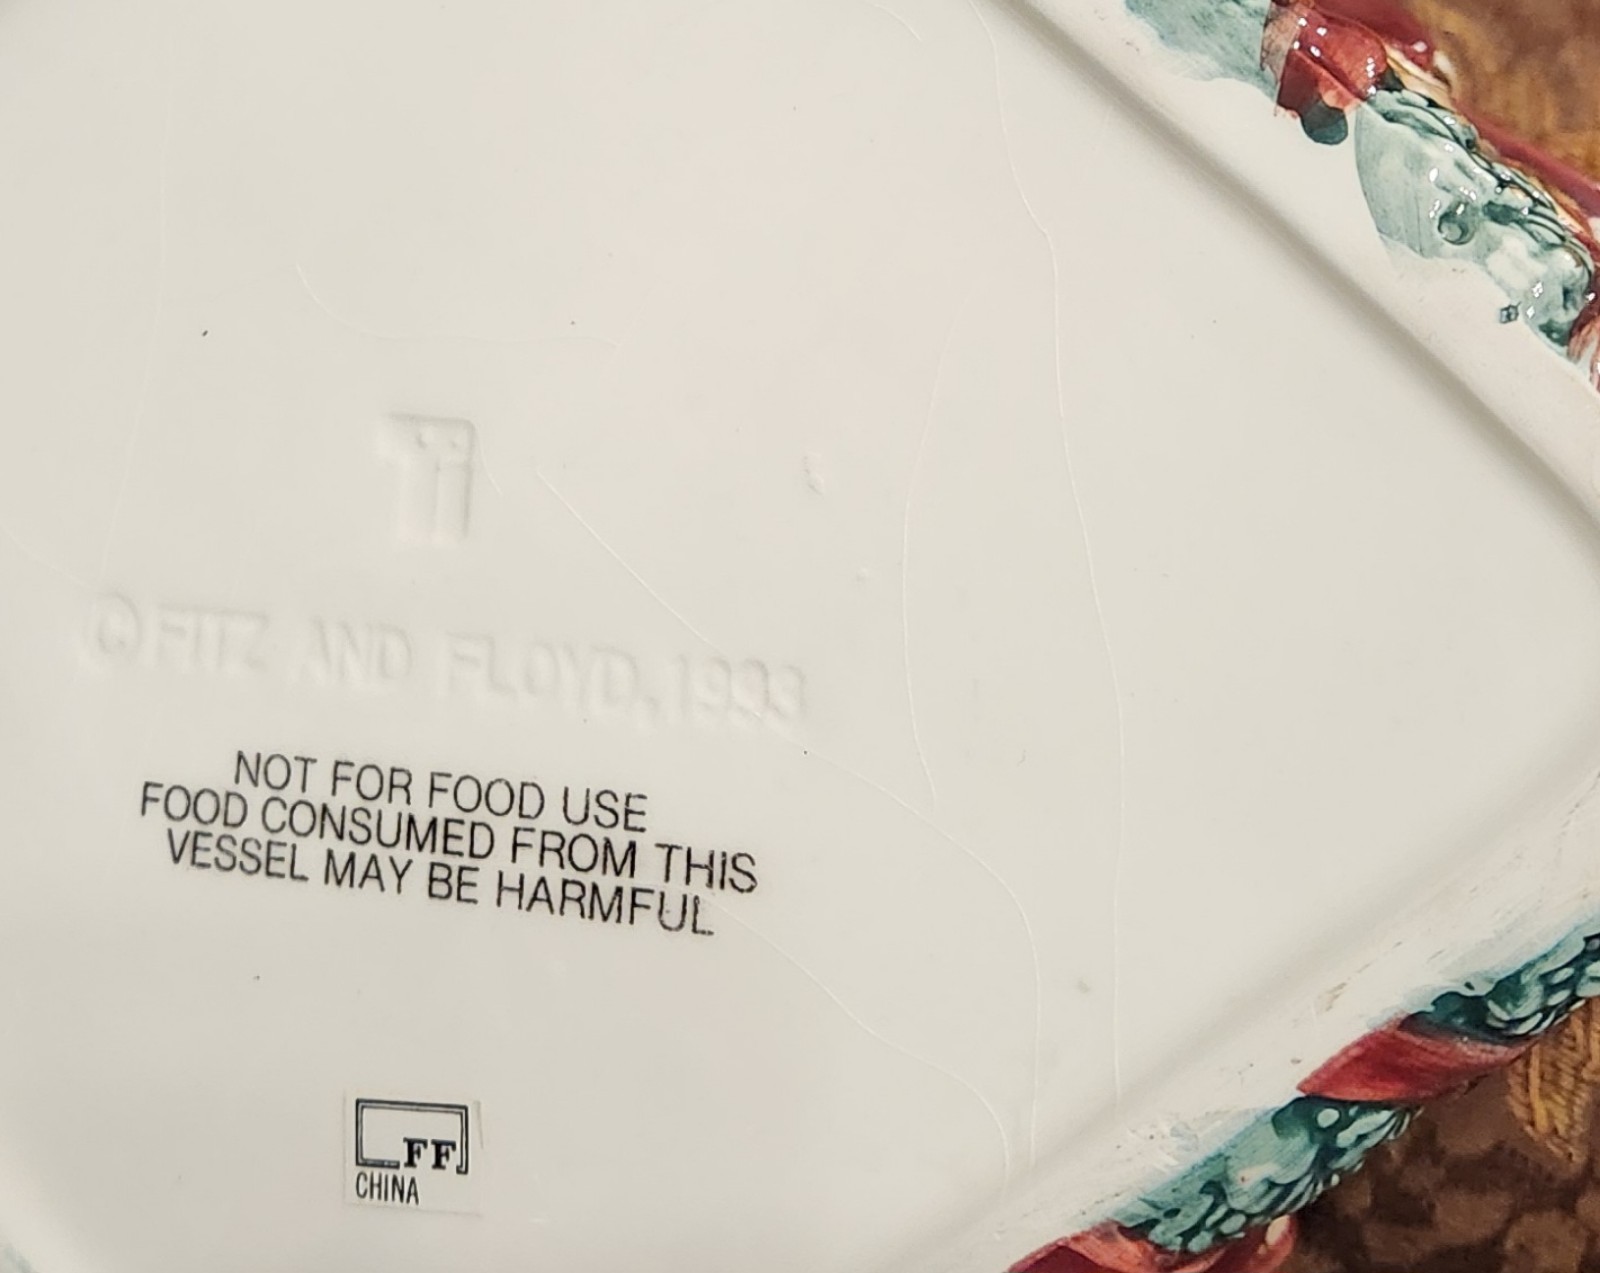 © FITZ AND FLOYD, 1993
NOT FOR FOOD USE
FOOD CONSUMED FROM THIS
VESSEL MAY BE HARMFUL
FF
CHINA